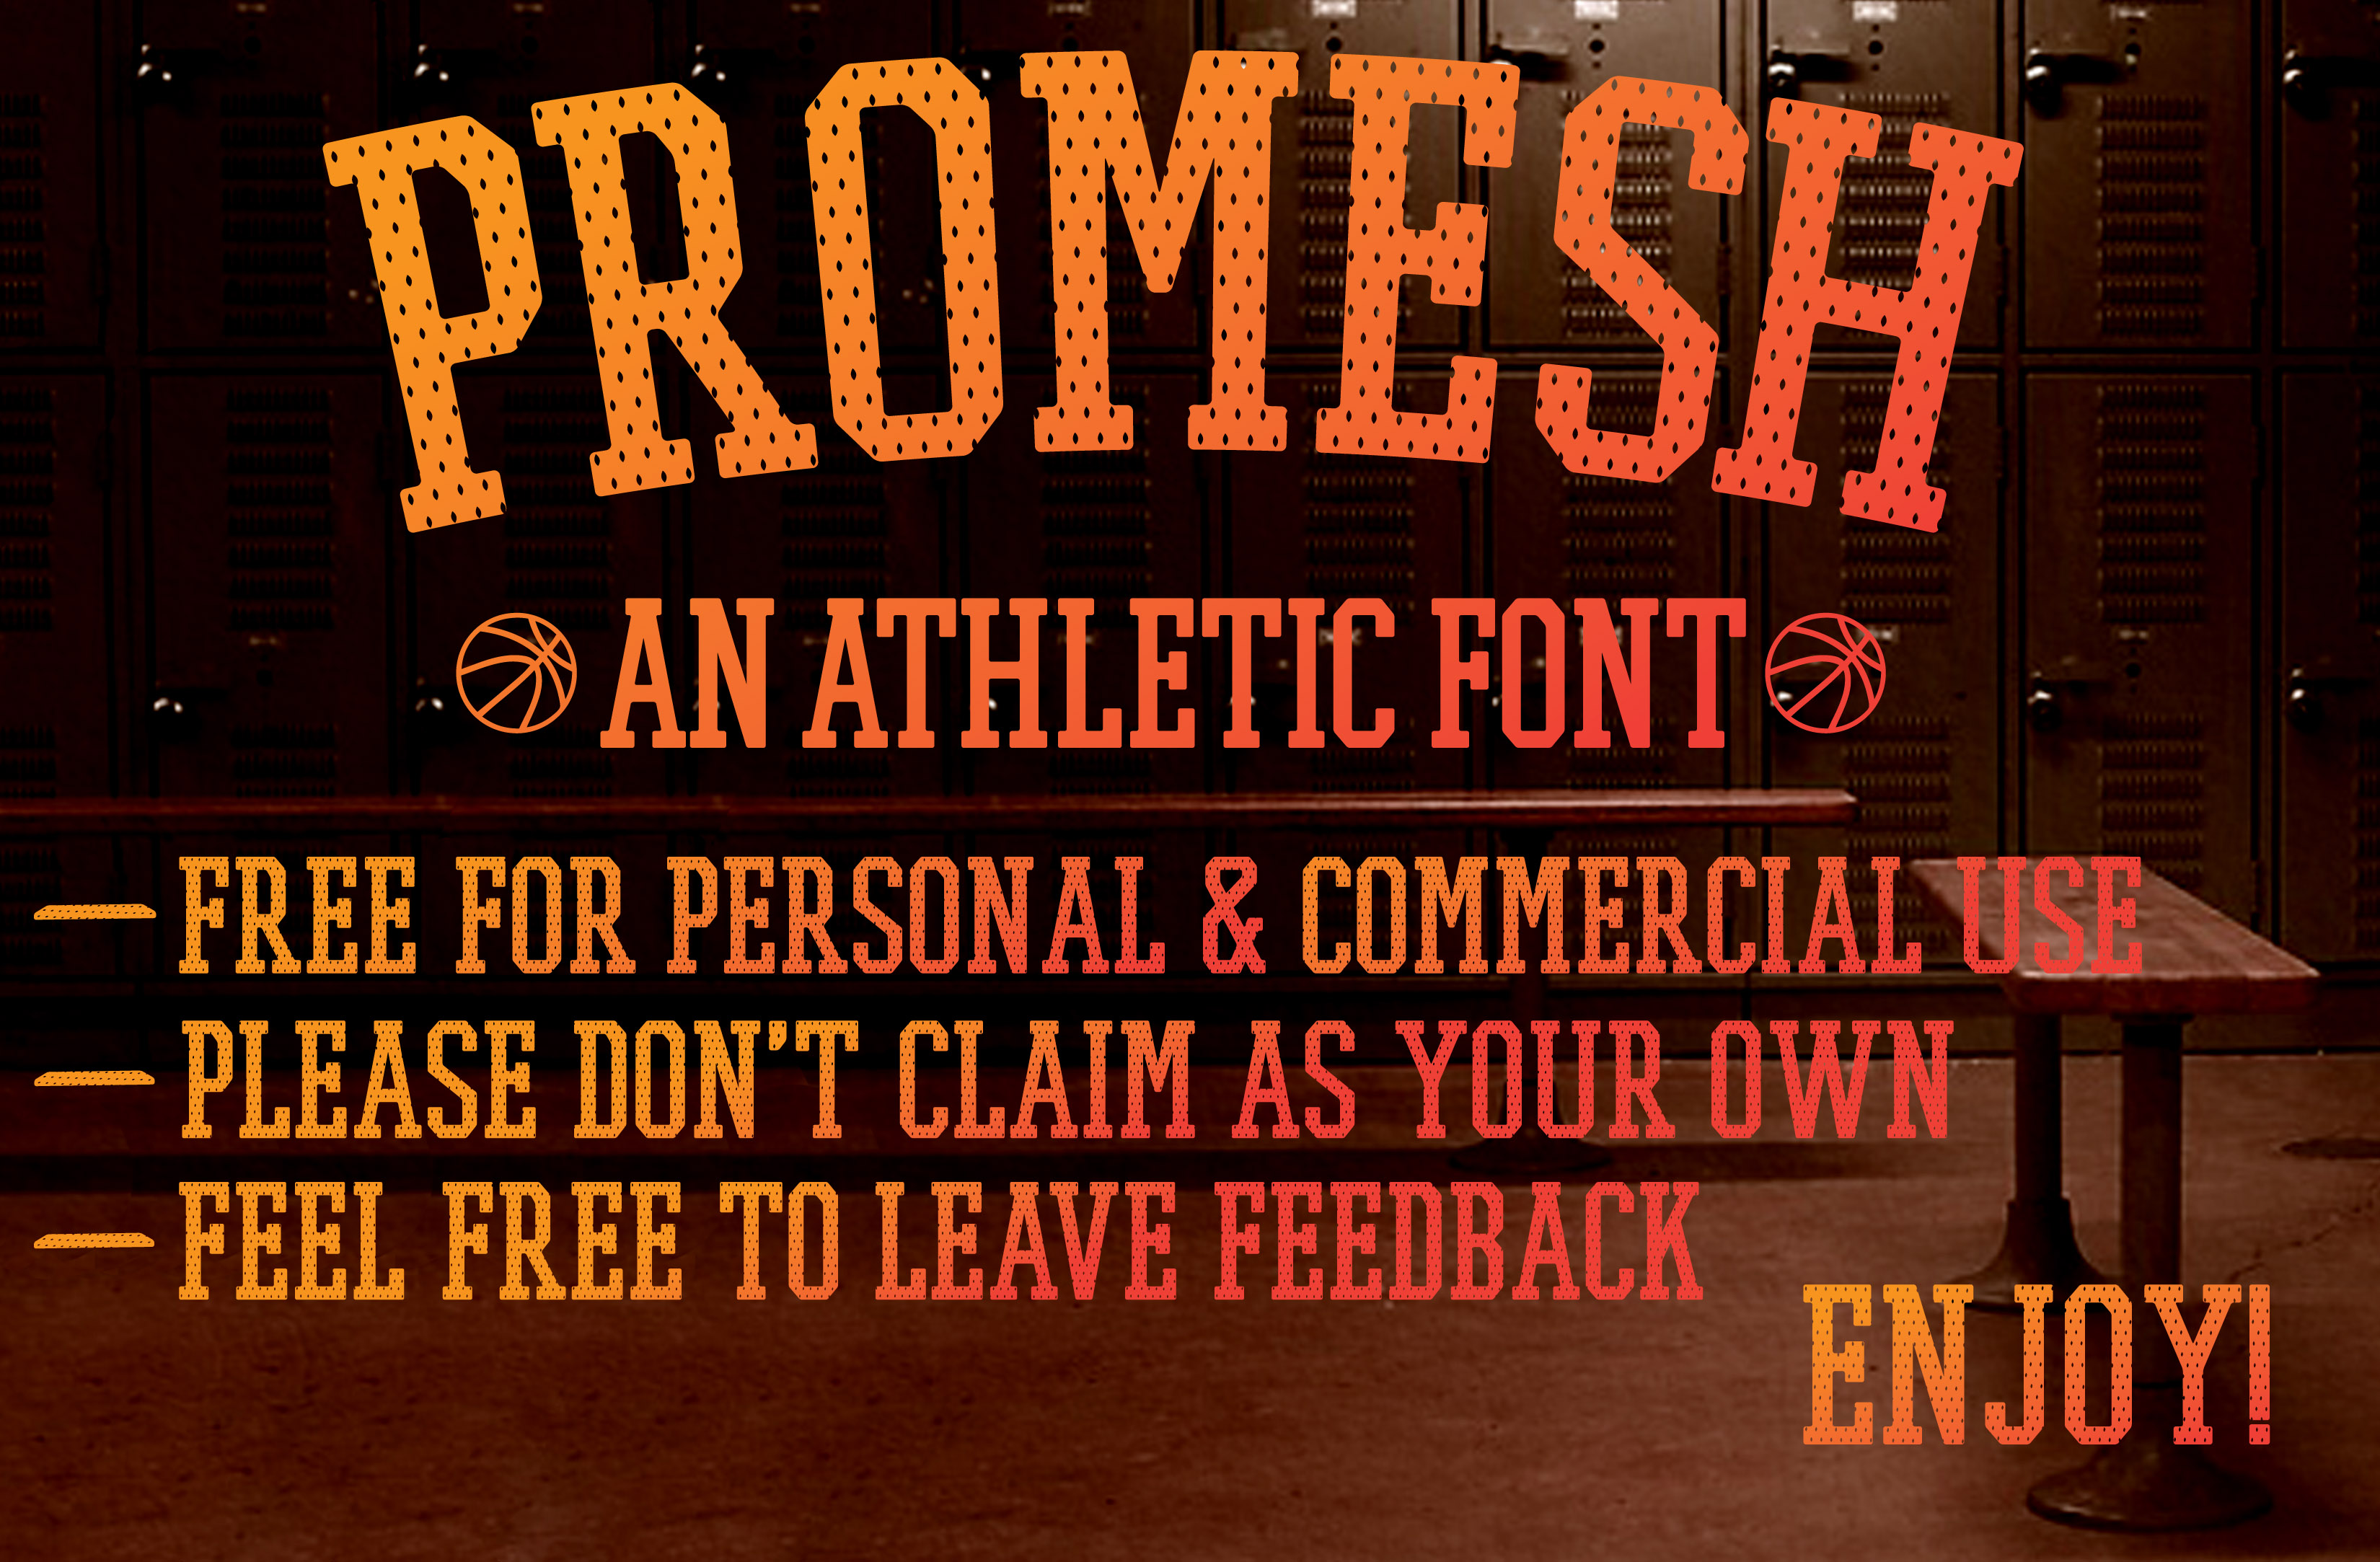 PROMESH
AN ATHLETIC FONT
— FREE FOR PERSONAL & COMMERCIAL USE
— PLEASE DON'T CLAIM AS YOUR OWN
— FEEL FREE TO LEAVE FEEDBACK
ENJOY!